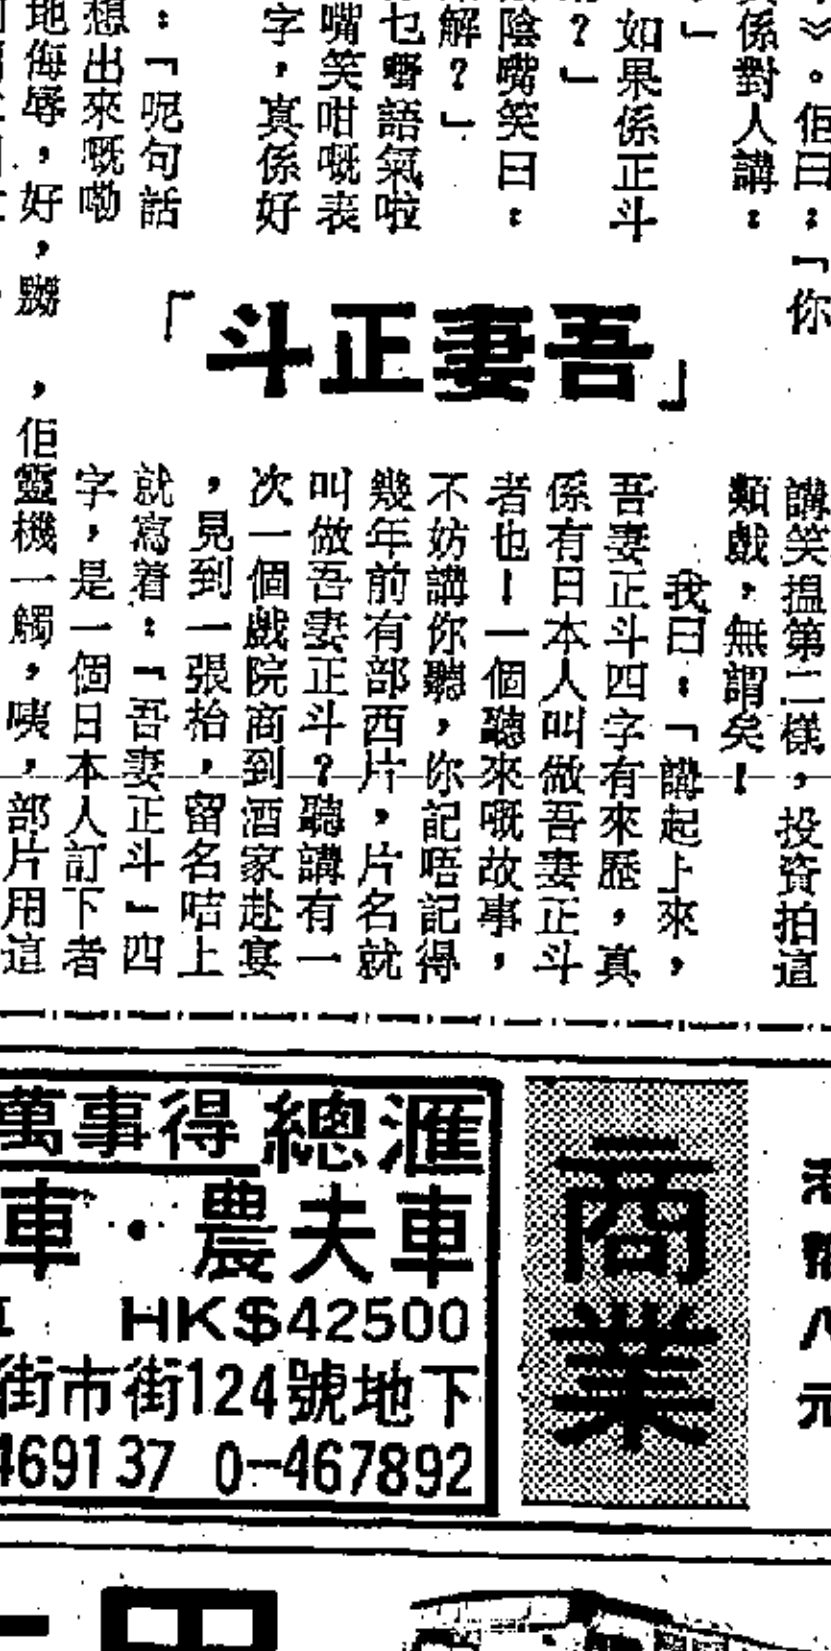 》。佢曰：「你
係對人講：
」
如果係正斗
？」
陰嘴笑曰：
解？」
乜嘢語氣啦
嘴笑咁嘅表
字，真係好
：「呢句話
想出來嘅嘞
地侮辱，好，嬲
「吾妻正斗」
講笑搵第二樣，投資拍這
類戲，無謂矣！
我曰：「講起上來，
吾妻正斗四字有來歷，真
係有日本人叫做吾妻正斗
者也！一個聽來嘅故事，
不妨講你聽，你記唔記得
幾年前有部西片，片名就
叫做吾妻正斗？聽講有一
次一個戲院商到酒家赴宴
，見到一張枱，留名咭上
就寫着：「吾妻正斗」四
字，是一個日本人訂下者
，佢靈機一觸，咦，部片用這
萬事得 總滙
車·農夫車
HK$42500
街市街124號地下
469137 0-467892
商業
港幣八元